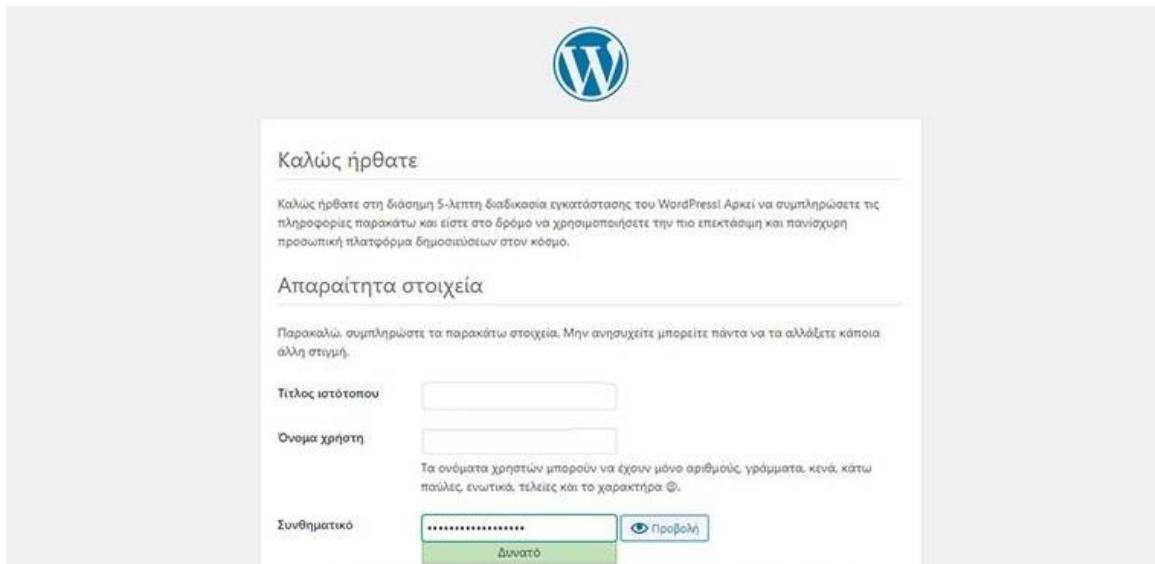 Καλώς ήρθατε
Καλώς ήρθατε στη διάσημη 5-λεπτη διαδικασία εγκατάστασης του WordPress! Αρκεί να συμπληρώσετε τις
πληροφορίες παρακάτω και είστε στο δρόμο να χρησιμοποιήσετε την πιο επεκτάσιμη και πανίσχυρη
προσωπική πλατφόρμα δημοσιεύσεων στον κόσμο.
Απαραίτητα στοιχεία
Παρακαλώ, συμπληρώστε τα παρακάτω στοιχεία. Μην ανησυχείτε μπορείτε πάντα να τα αλλάξετε κάποια
άλλη στιγμή.
Τίτλος ιστότοπου
Όνομα χρήστη
Τα ονόματα χρηστών μπορούν να έχουν μόνο αριθμούς, γράμματα, κενά, κάτω
παύλες, ενωτικά, τελείες και το χαρακτήρα @.
Συνθηματικό
Προβολή
Δυνατό